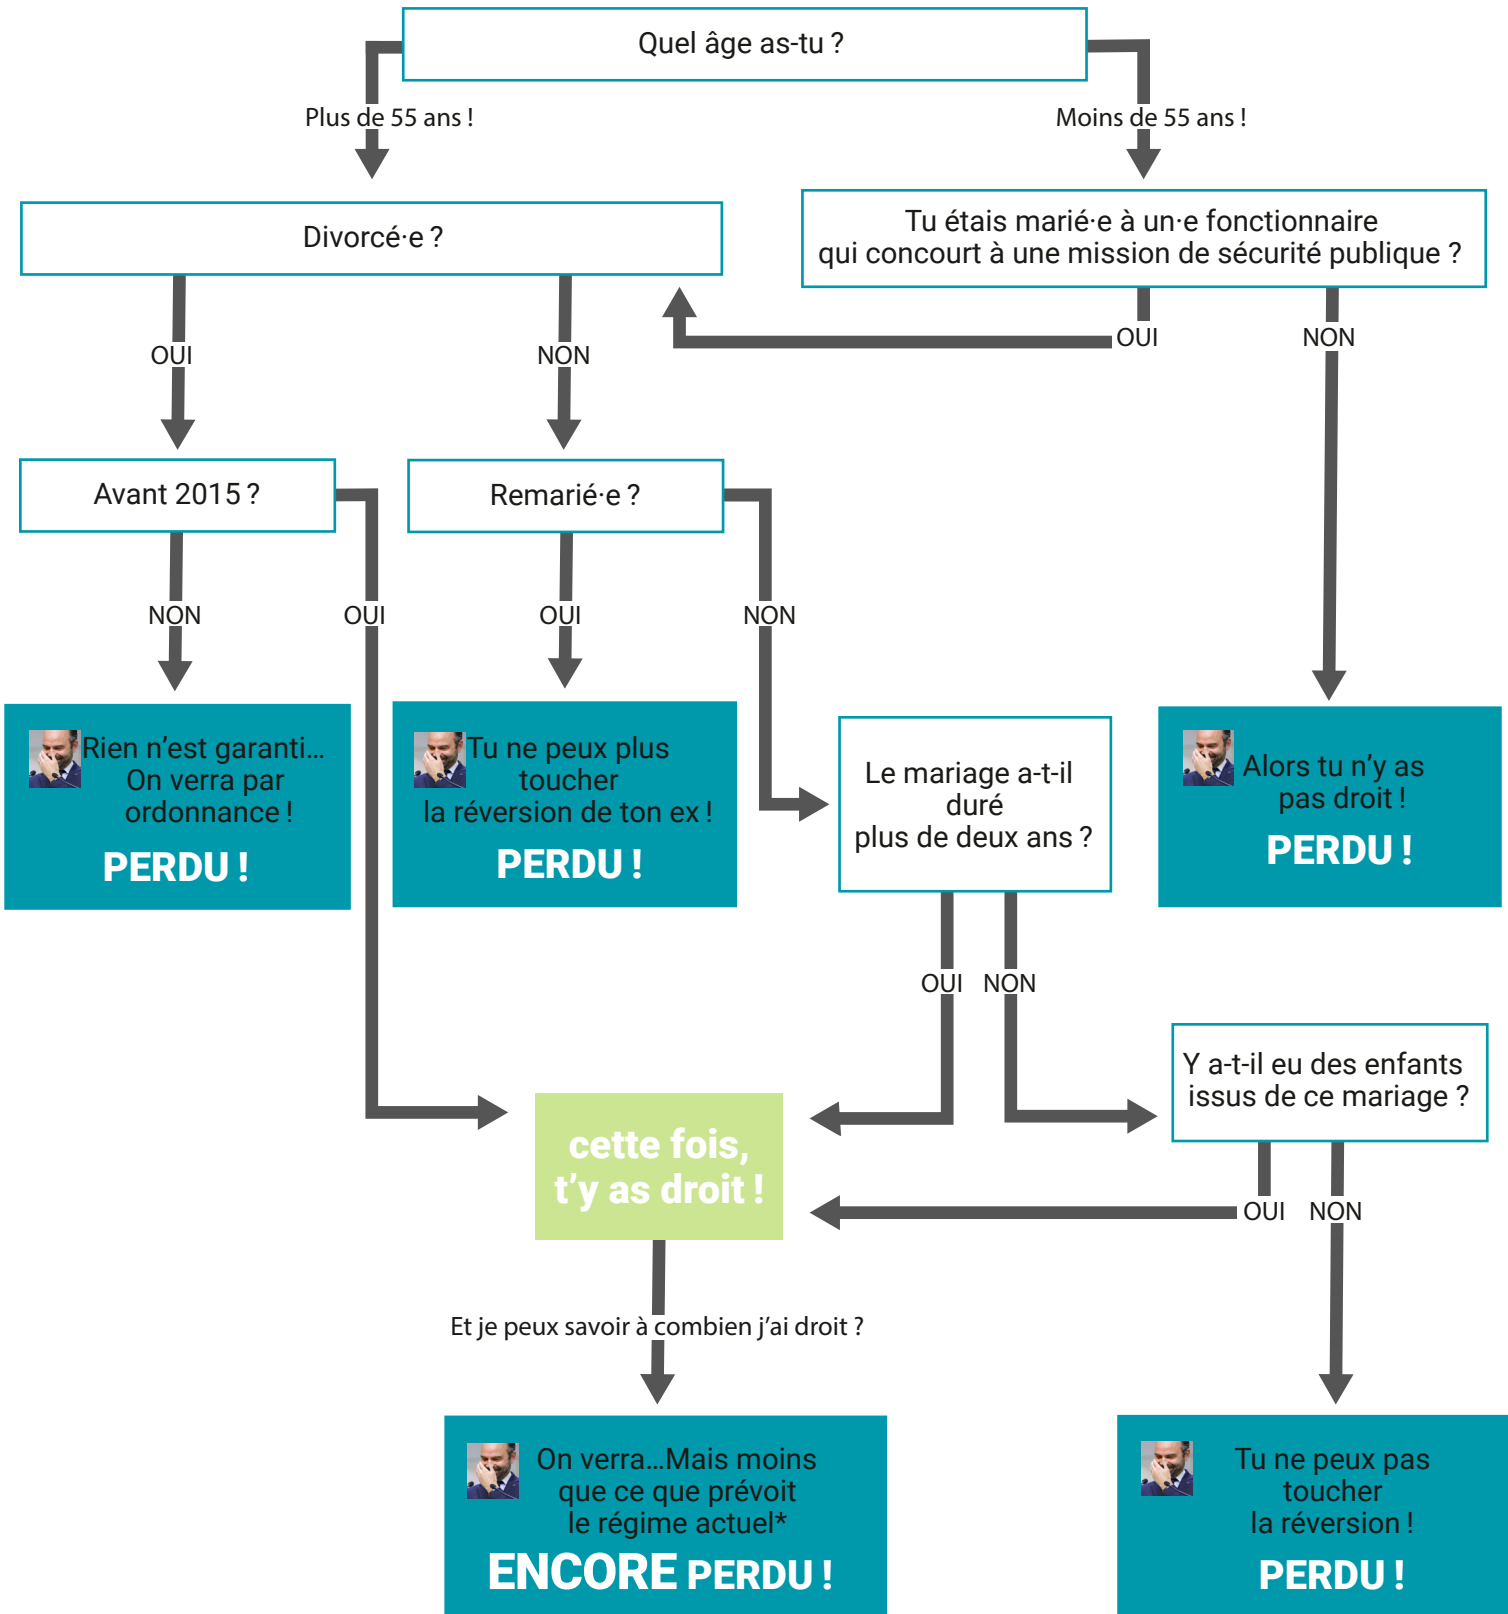 Quel âge as-tu ?
Plus de 55 ans !
Moins de 55 ans !
Divorcé·e ?
Tu étais marié·e à un·e fonctionnaire
qui concourt à une mission de sécurité publique ?
OUI
NON
OUI
NON
Avant 2015 ?
Remarié·e ?
NON
OUI
OUI
NON
Rien n’est garanti...
On verra par
ordonnance !
PERDU !
Tu ne peux plus
toucher
la réversion de ton ex !
PERDU !
Le mariage a-t-il
duré
plus de deux ans ?
Alors tu n’y as
pas droit !
PERDU !
OUI
NON
Y a-t-il eu des enfants
issus de ce mariage ?
cette fois,
t’y as droit !
OUI
NON
Et je peux savoir à combien j’ai droit ?
On verra...Mais moins
que ce que prévoit
le régime actuel*
ENCORE PERDU !
Tu ne peux pas
toucher
la réversion !
PERDU !